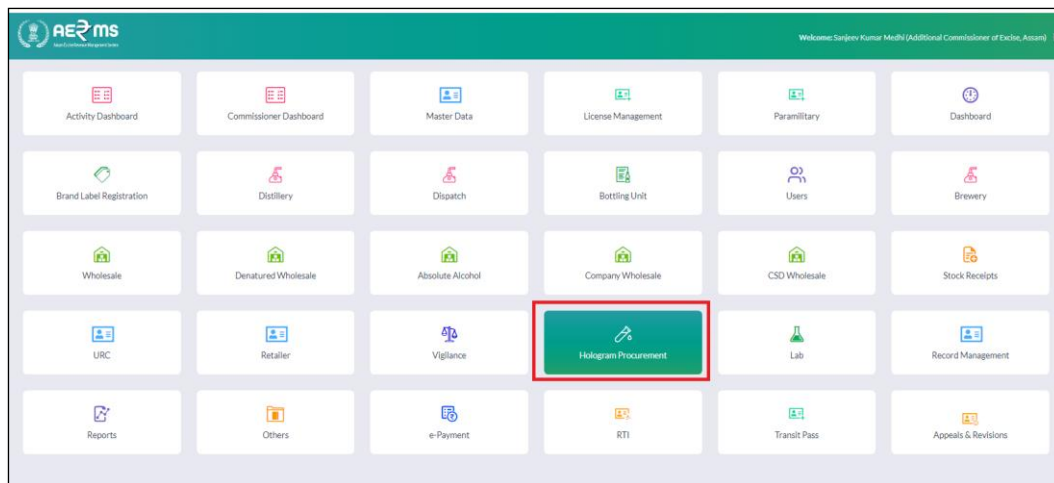 AERMS
Welcome: Sanjeev Kumar Medhi (Additional Commissioner of Excise, Assam)
Activity Dashboard
Commissioner Dashboard
Master Data
License Management
Paramilitary
Dashboard
Brand Label Registration
Distillery
Dispatch
Bottling Unit
Users
Brewery
Wholesale
Denatured Wholesale
Absolute Alcohol
Company Wholesale
CSD Wholesale
Stock Receipts
URC
Retailer
Vigilance
Hologram Procurement
Lab
Record Management
Reports
Others
e-Payment
RTI
Transit Pass
Appeals & Revisions